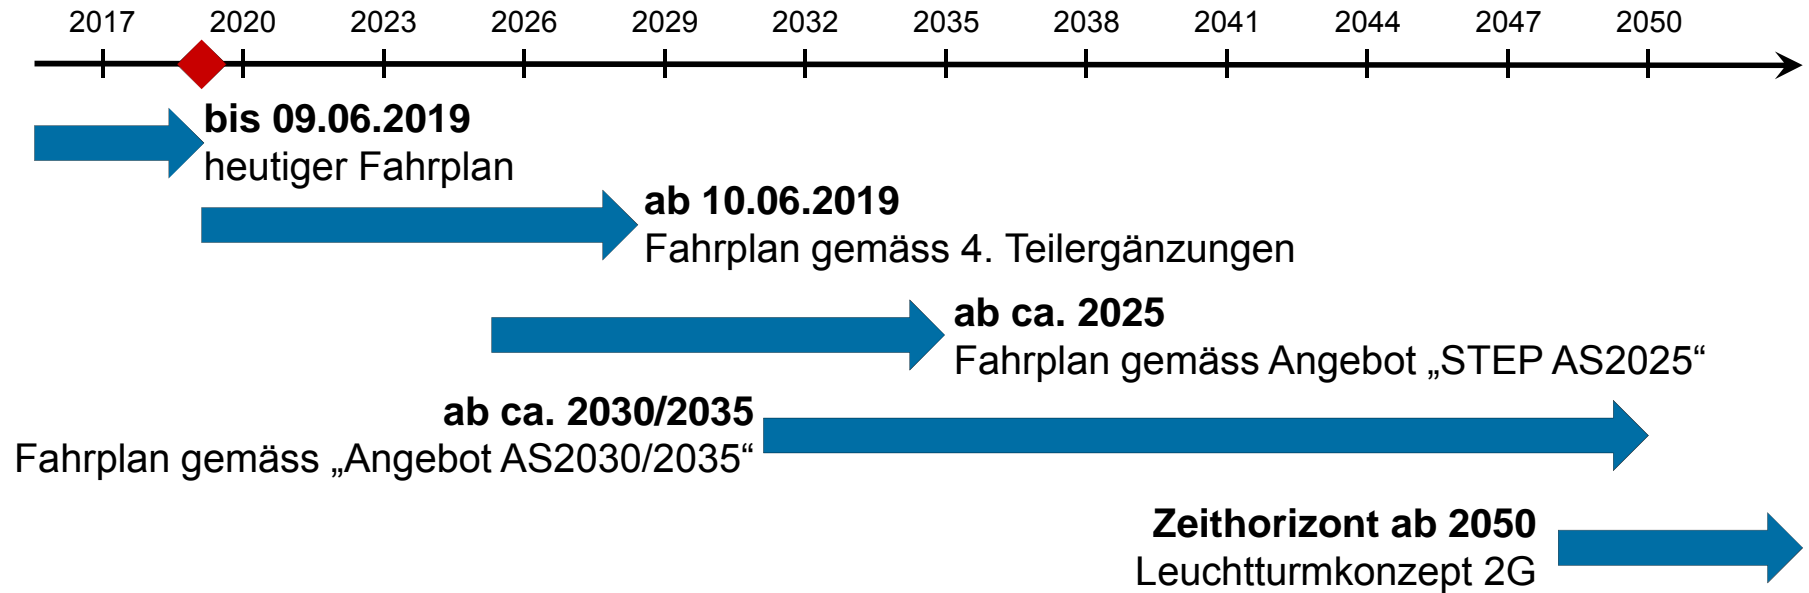 2017 2020 2023 2026 2029 2032 2035 2038 2041 2044 2047 2050
bis 09.06.2019
heutiger Fahrplan
ab 10.06.2019
Fahrplan gemäss 4. Teilergänzungen
ab ca. 2025
Fahrplan gemäss Angebot „STEP AS2025“
ab ca. 2030/2035
Fahrplan gemäss „Angebot AS2030/2035“
Zeithorizont ab 2050
Leuchtturmkonzept 2G